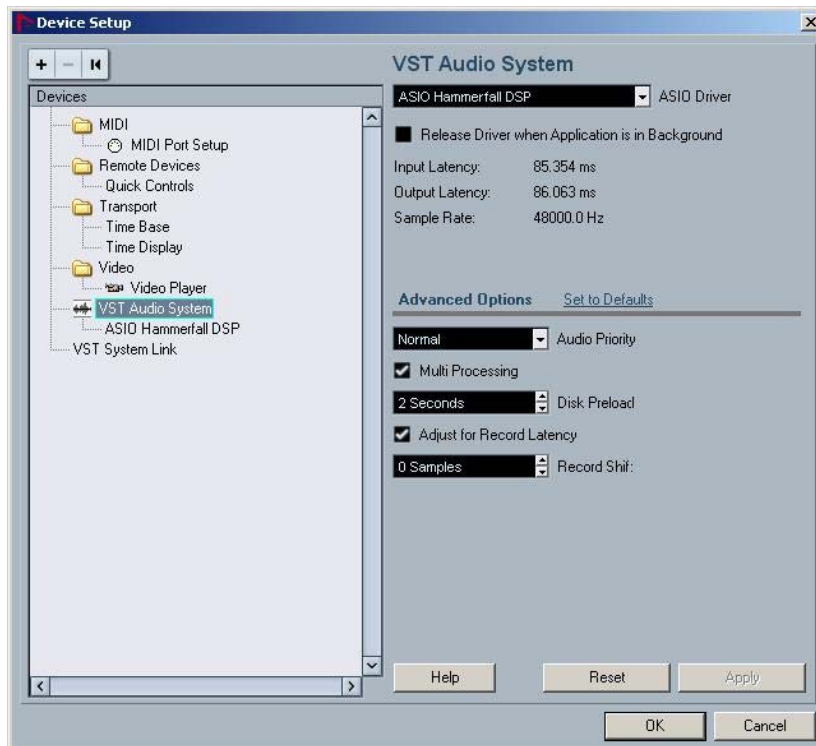 Device Setup
Devices
MIDI
MIDI Port Setup
Remote Devices
Quick Controls
Transport
Time Base
Time Display
Video
Video Player
VST Audio System
ASIO Hammerfall DSP
VST System Link
VST Audio System
ASIO Hammerfall DSP ASIO Driver
Release Driver when Application is in Background
Input Latency: 85.354 ms
Output Latency: 86.063 ms
Sample Rate: 48000.0 Hz
Advanced Options Set to Defaults
Normal Audio Priority
Multi Processing
2 Seconds Disk Preload
Adjust for Record Latency
0 Samples Record Shif:
Help Reset Apply
OK Cancel